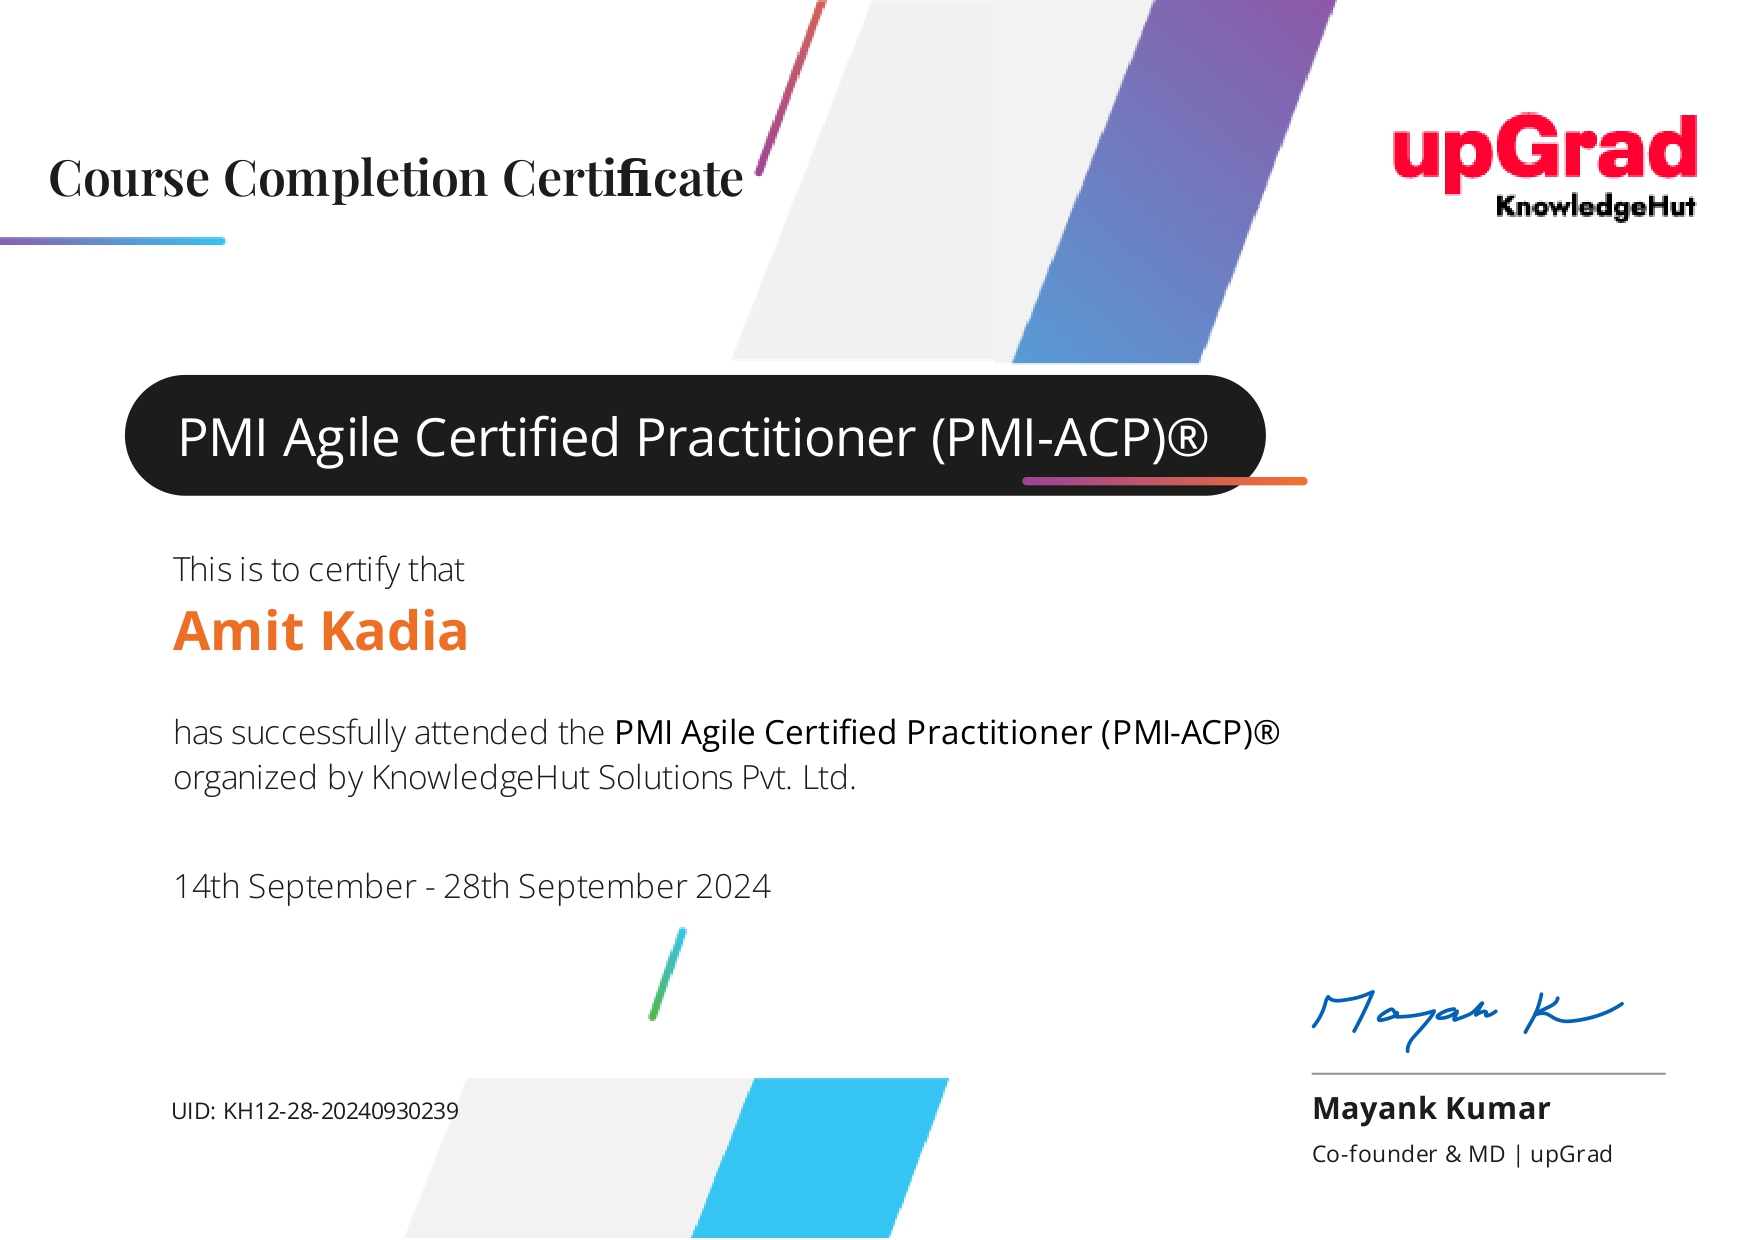 Course Completion Certificate
upGrad
KnowledgeHut
PMI Agile Certified Practitioner (PMI-ACP)®
This is to certify that
Amit Kadia
has successfully attended the PMI Agile Certified Practitioner (PMI-ACP)®
organized by KnowledgeHut Solutions Pvt. Ltd.
14th September - 28th September 2024
Mayank K
UID: KH12-28-20240930239
Mayank Kumar
Co-founder & MD | upGrad